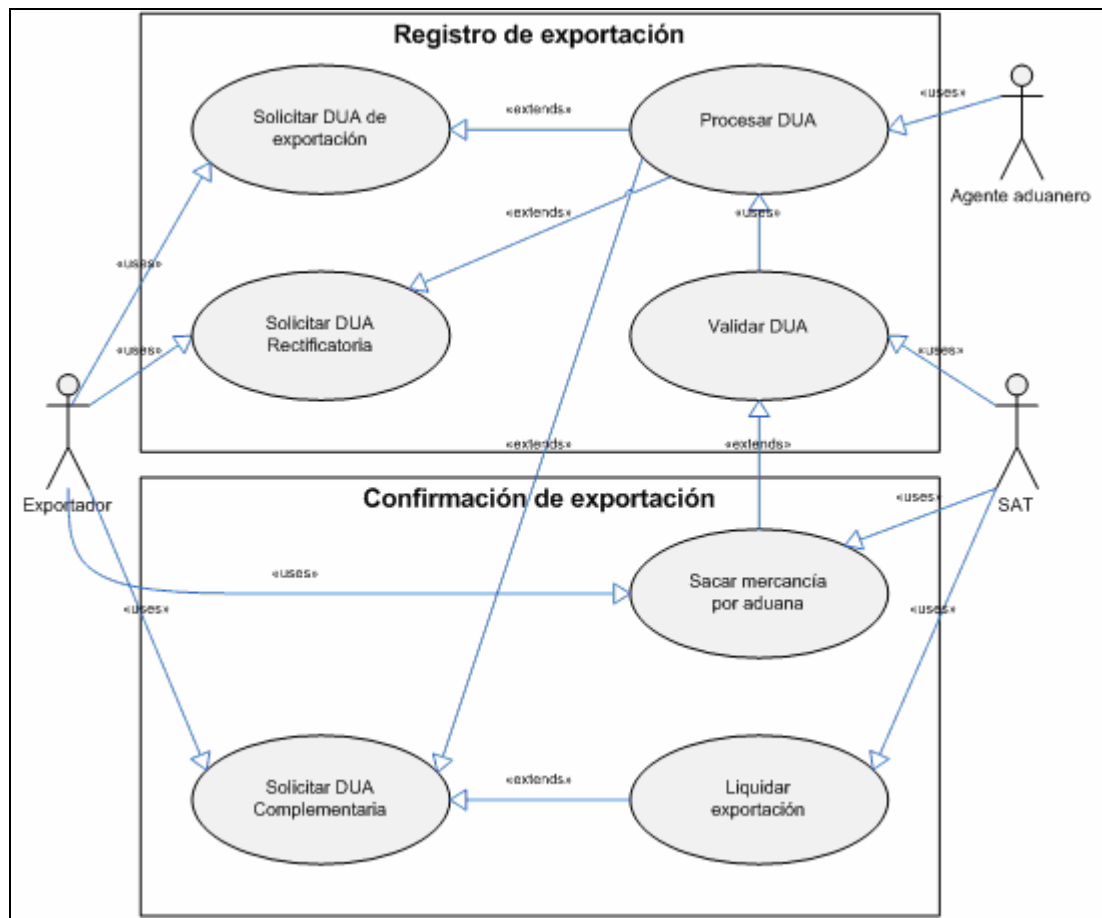 Registro de exportación
Solicitar DUA de
exportación
«extends»
Procesar DUA
«uses»
Agente aduanero
«extends»
«uses»
«uses»
Solicitar DUA
Rectificatoria
Validar DUA
«uses»
«uses»
Exportador
«extends»
«extends»
SAT
Confirmación de exportación
«uses»
«uses»
Sacar mercancía
por aduana
«uses»
«uses»
Solicitar DUA
Complementaria
«extends»
Liquidar
exportación